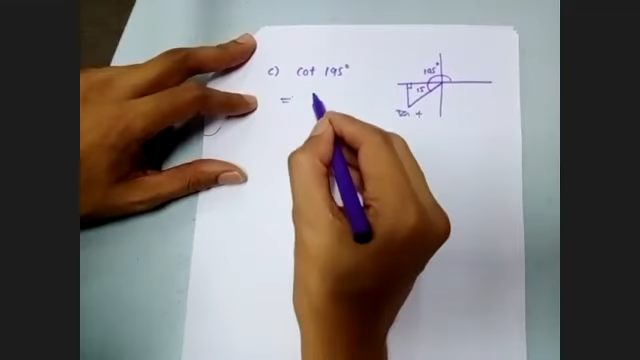 c) cot 195°
=
195°
15
Tan +